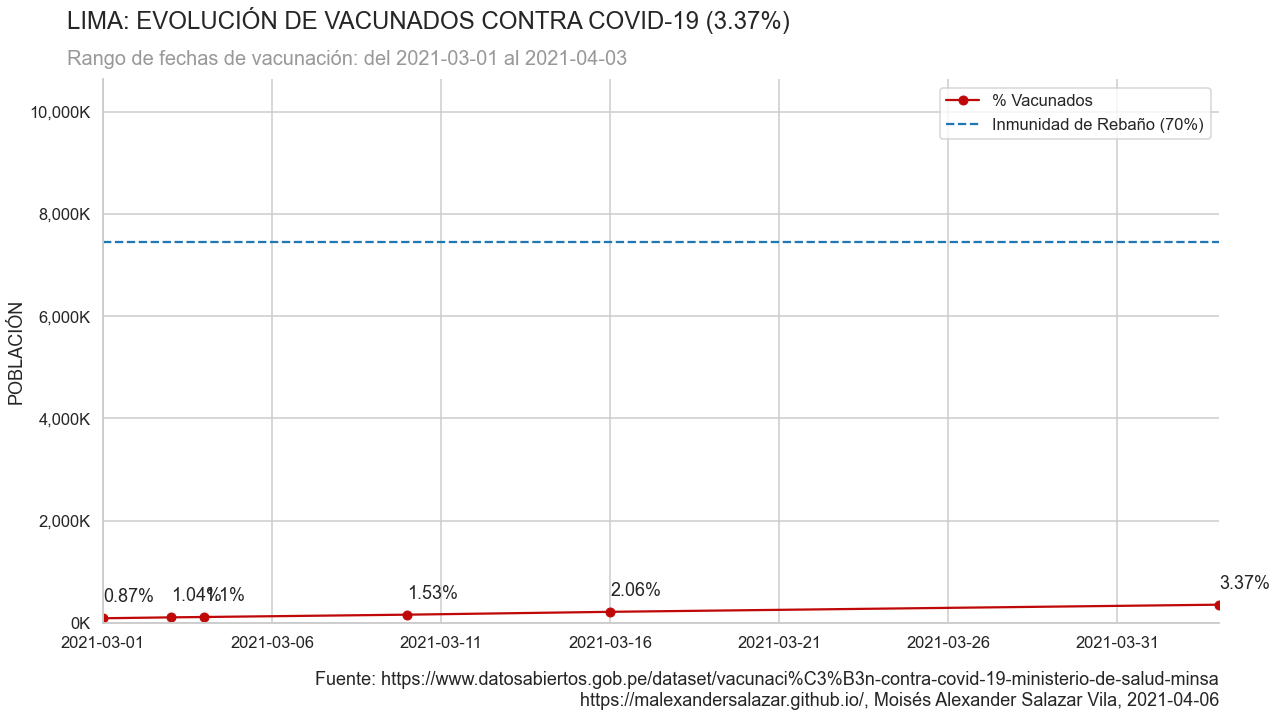 LIMA: EVOLUCIÓN DE VACUNADOS CONTRA COVID-19 (3.37%)
Rango de fechas de vacunación: del 2021-03-01 al 2021-04-03
% Vacunados
Inmunidad de Rebaño (70%)
POBLACIÓN
10,000K
8,000K
6,000K
4,000K
2,000K
0K
0.87%
1.04%
1.1%
1.53%
2.06%
3.37%
2021-03-01
2021-03-06
2021-03-11
2021-03-16
2021-03-21
2021-03-26
2021-03-31
Fuente: https://www.datosabiertos.gob.pe/dataset/vacunaci%C3%B3n-contra-covid-19-ministerio-de-salud-minsa
https://malexandersalazar.github.io/, Moisés Alexander Salazar Vila, 2021-04-06